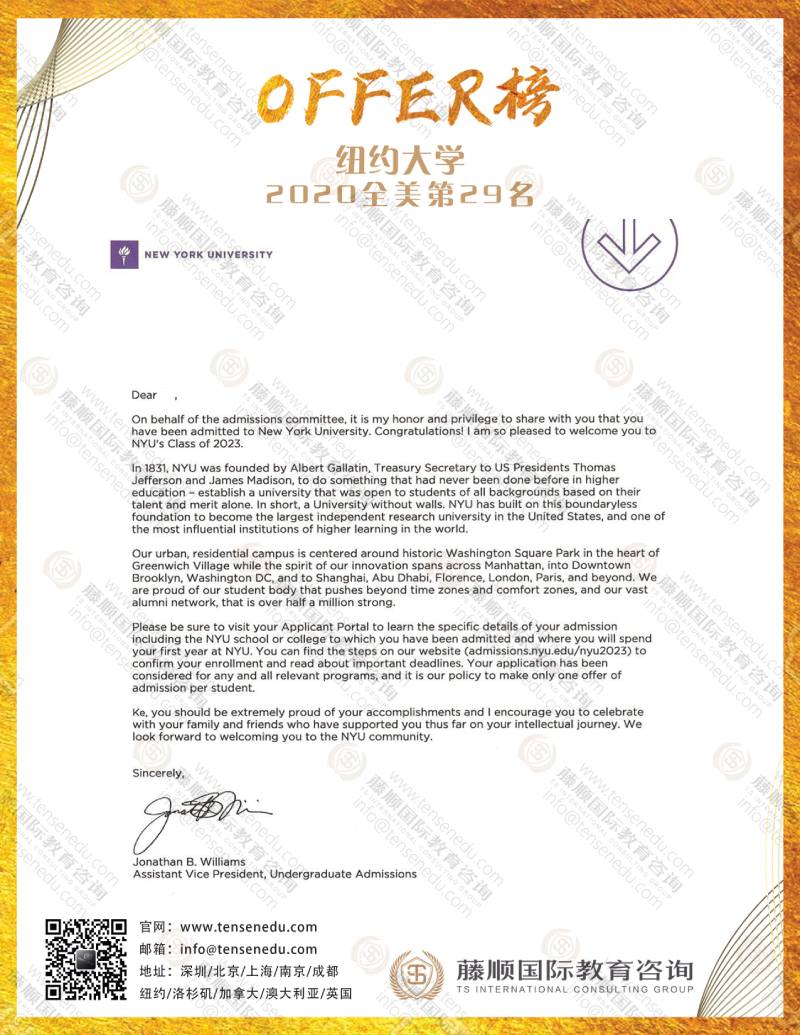 OFFER榜
纽约大学
2020全美第29名
NEW YORK UNIVERSITY
Dear ,
On behalf of the admissions committee, it is my honor and privilege to share with you that you
have been admitted to New York University. Congratulations! I am so pleased to welcome you to
NYU's Class of 2023.
In 1831, NYU was founded by Albert Gallatin, Treasury Secretary to US Presidents Thomas
Jefferson and James Madison, to do something that had never been done before in higher
education – establish a university that was open to students of all backgrounds based on their
talent and merit alone. In short, a University without walls. NYU has built on this boundaryless
foundation to become the largest independent research university in the United States, and one of
the most influential institutions of higher learning in the world.
Our urban, residential campus is centered around historic Washington Square Park in the heart of
Greenwich Village while the spirit of our innovation spans across Manhattan, into Downtown
Brooklyn, Washington DC, and to Shanghai, Abu Dhabi, Florence, London, Paris, and beyond. We
are proud of our student body that pushes beyond time zones and comfort zones, and our vast
alumni network, that is over half a million strong.
Please be sure to visit your Applicant Portal to learn the specific details of your admission
including the NYU school or college to which you have been admitted and where you will spend
your first year at NYU. You can find the steps on our website (admissions.nyu.edu/nyu2023) to
confirm your enrollment and read about important deadlines. Your application has been
considered for any and all relevant programs, and it is our policy to make only one offer of
admission per student.
Ke, you should be extremely proud of your accomplishments and I encourage you to celebrate
with your family and friends who have supported you thus far on your intellectual journey. We
look forward to welcoming you to the NYU community.
Sincerely,
Jonathan B. Williams
Assistant Vice President, Undergraduate Admissions
官网：www.tensenedu.com
邮箱：info@tensenedu.com
地址：深圳/北京/上海/南京/成都
纽约/洛杉矶/加拿大/澳大利亚/英国
藤顺国际教育咨询
TS INTERNATIONAL CONSULTING GROUP